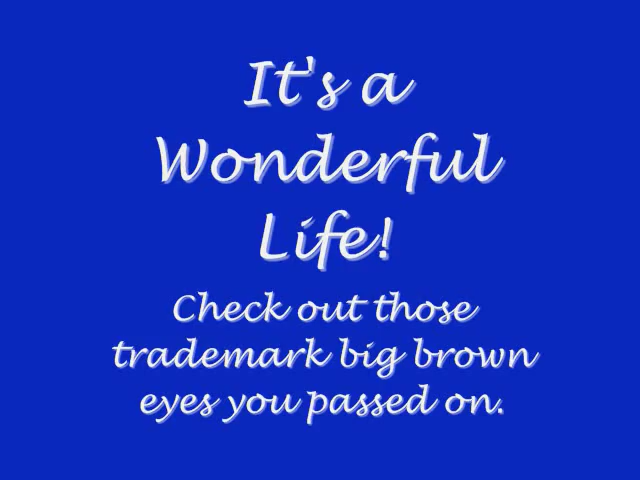 It's a
Wonderful
Life!
Check out those
trademark big brown
eyes you passed on.